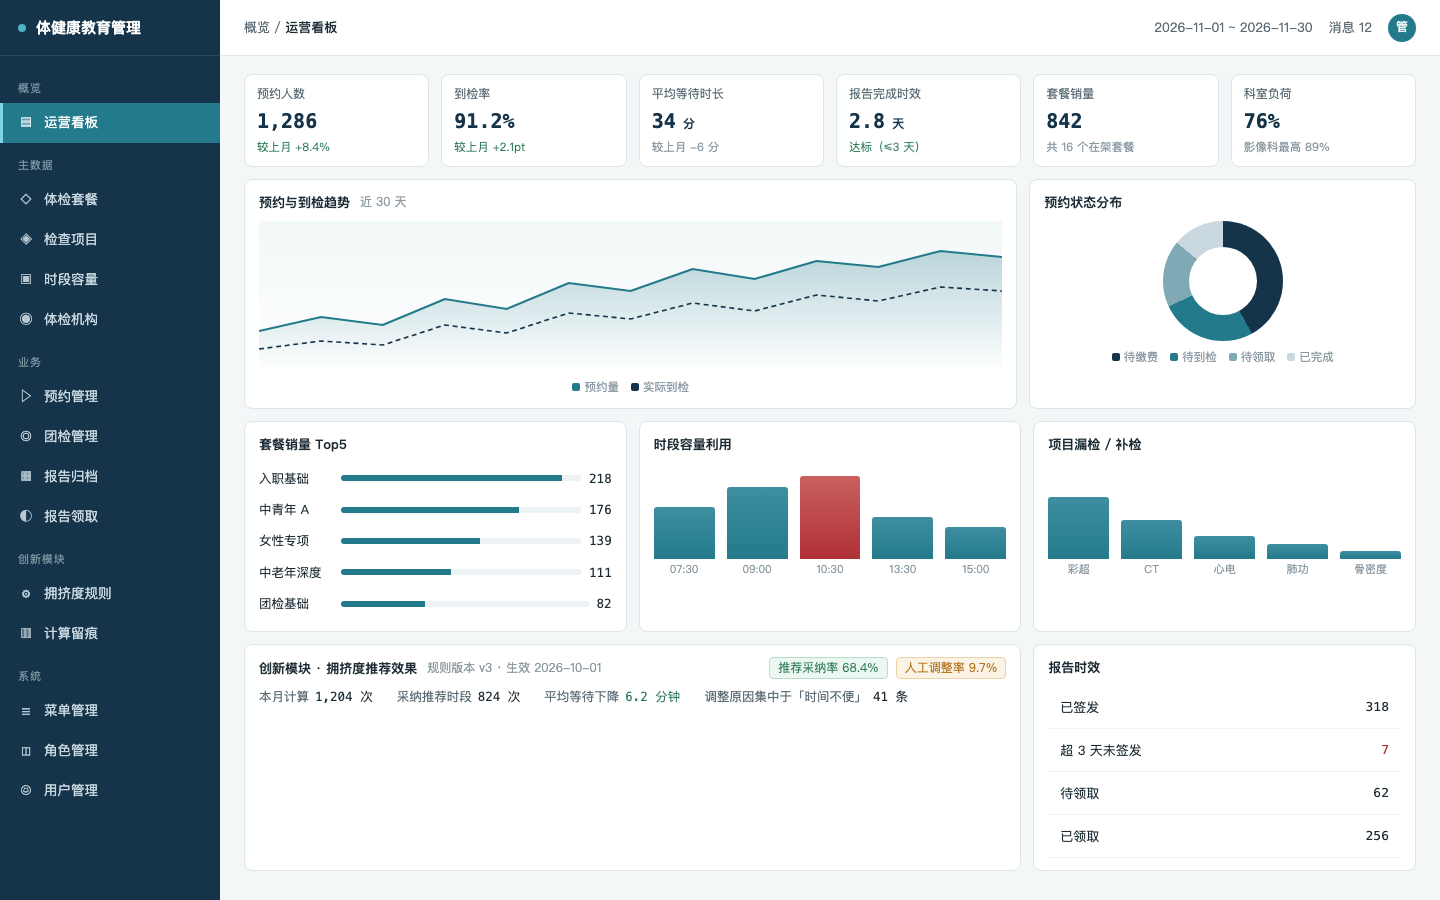 体健康教育管理
概览
运营看板
主数据
体检套餐
检查项目
时段容量
体检机构
业务
预约管理
团检管理
报告归档
报告领取
创新模块
拥挤度规则
计算留痕
系统
菜单管理
角色管理
用户管理
概览 / 运营看板
2026-11-01 ~ 2026-11-30 消息 12 管
预约人数
1,286
较上月 +8.4%
到检率
91.2%
较上月 +2.1pt
平均等待时长
34 分
较上月 −6 分
报告完成时效
2.8 天
达标（≤3 天）
套餐销量
842
共 16 个在架套餐
科室负荷
76%
影像科最高 89%
预约与到检趋势 近 30 天
预约量 实际到检
预约状态分布
待缴费 待到检 待领取 已完成
套餐销量 Top5
入职基础 218
中青年 A 176
女性专项 139
中老年深度 111
团检基础 82
时段容量利用
07:30 09:00 10:30 13:30 15:00
项目漏检 / 补检
彩超 CT 心电 肺功 骨密度
创新模块 · 拥挤度推荐效果 规则版本 v3 · 生效 2026-10-01 推荐采纳率 68.4% 人工调整率 9.7%
本月计算 1,204 次 采纳推荐时段 824 次 平均等待下降 6.2 分钟 调整原因集中于「时间不便」 41 条
报告时效
已签发 318
超 3 天未签发 7
待领取 62
已领取 256